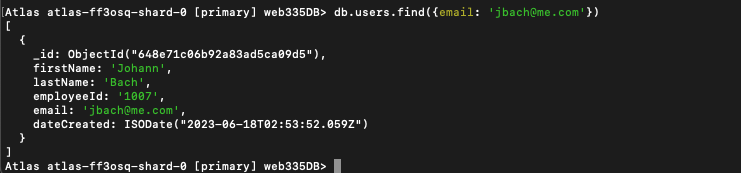 Atlas atlas-ff3osq-shard-0 [primary] web335DB> db.users.find({email: 'jbach@me.com'})
[
  {
    _id: ObjectId("648e71c06b92a83ad5ca09d5"),
    firstName: 'Johann',
    lastName: 'Bach',
    employeeId: '1007',
    email: 'jbach@me.com',
    dateCreated: ISODate("2023-06-18T02:53:52.059Z")
  }
]
Atlas atlas-ff3osq-shard-0 [primary] web335DB>